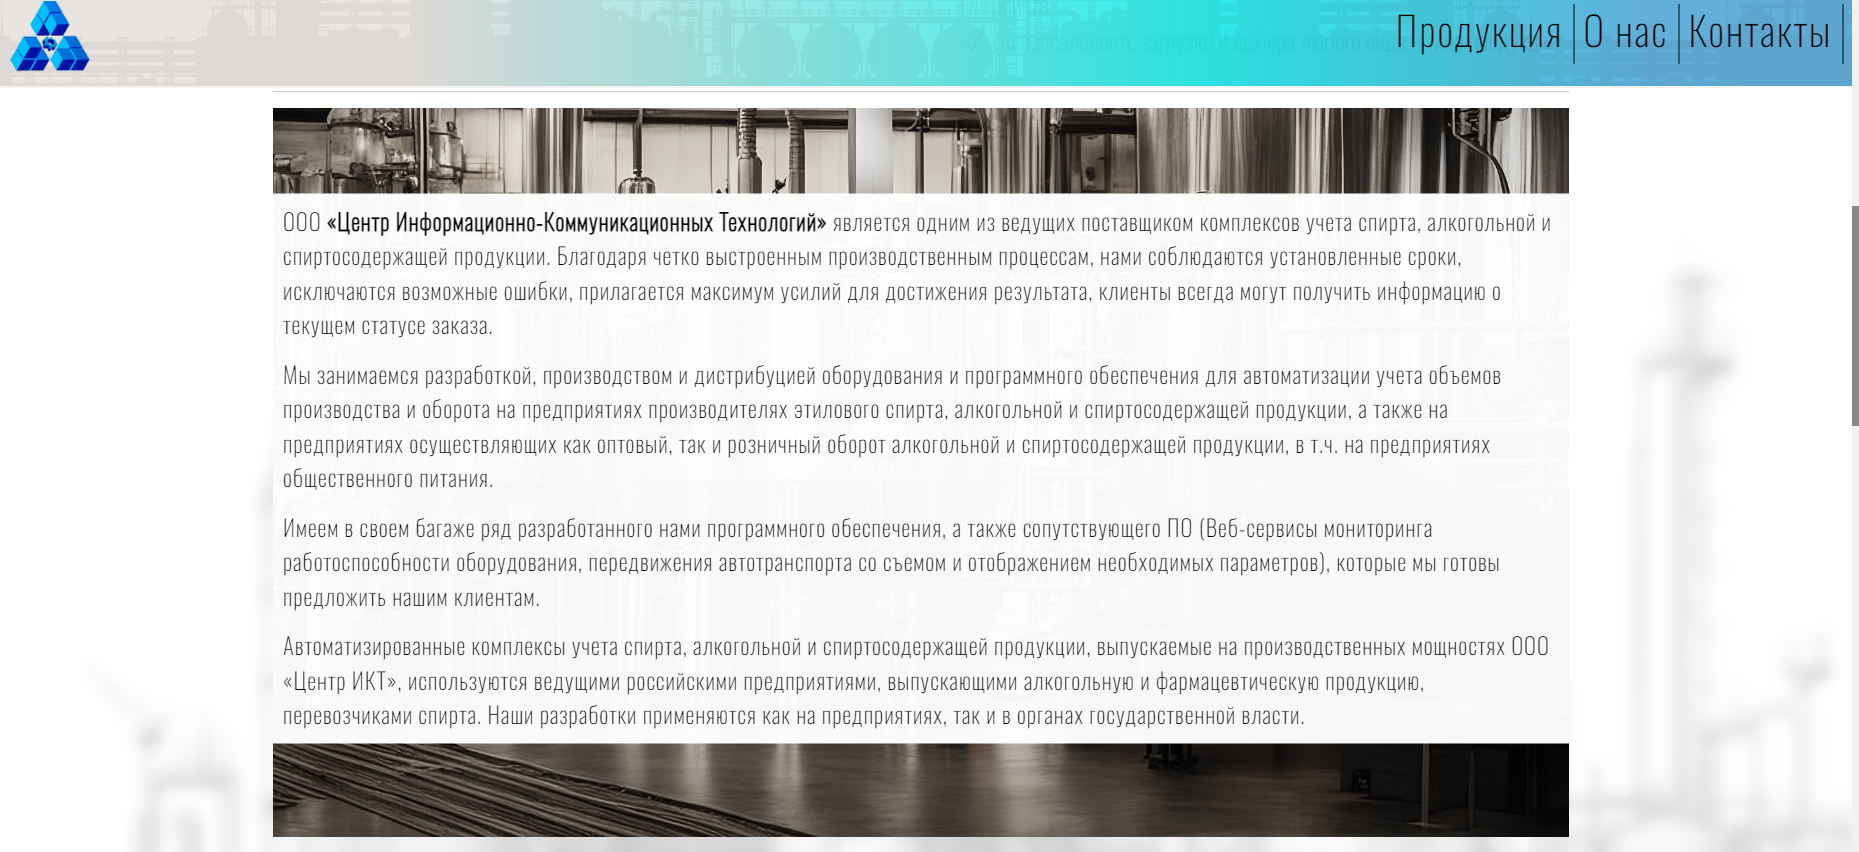 ✓ универсальность загрузки и выбора любого вида
Продукция
О нас
Контакты
ООО «Центр Информационно-Коммуникационных Технологий» является одним из ведущих поставщиком комплексов учета спирта, алкогольной и
спиртосодержащей продукции. Благодаря четко выстроенным производственным процессам, нами соблюдаются установленные сроки,
исключаются возможные ошибки, прилагается максимум усилий для достижения результата, клиенты всегда могут получить информацию о
текущем статусе заказа.
Мы занимаемся разработкой, производством и дистрибуцией оборудования и программного обеспечения для автоматизации учета объемов
производства и оборота на предприятиях производителях этилового спирта, алкогольной и спиртосодержащей продукции, а также на
предприятиях осуществляющих как оптовый, так и розничный оборот алкогольной и спиртосодержащей продукции, в т.ч. на предприятиях
общественного питания.
Имеем в своем багаже ряд разработанного нами программного обеспечения, а также сопутствующего ПО (Веб-сервисы мониторинга
работоспособности оборудования, передвижения автотранспорта со съемом и отображением необходимых параметров), которые мы готовы
предложить нашим клиентам.
Автоматизированные комплексы учета спирта, алкогольной и спиртосодержащей продукции, выпускаемые на производственных мощностях ООО
«Центр ИКТ», используются ведущими российскими предприятиями, выпускающими алкогольную и фармацевтическую продукцию,
перевозчиками спирта. Наши разработки применяются как на предприятиях, так и в органах государственной власти.